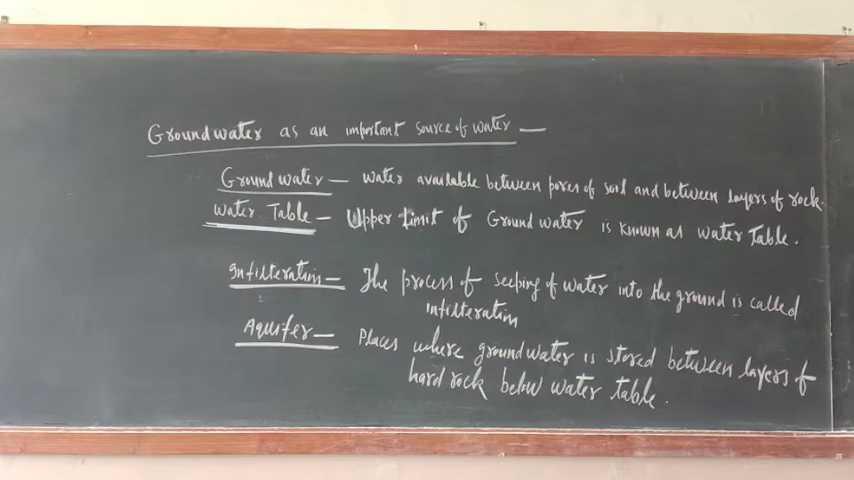 Groundwater as an important source of water —
Ground water — water available between pores of soil and between layers of rock.
Water Table — Upper limit of Ground water is known as water Table.
Infilteration — The process of seeping of water into the ground is called
infilteration
Aquifer — Places where groundwater is stored between layers of
hard rock below water table.